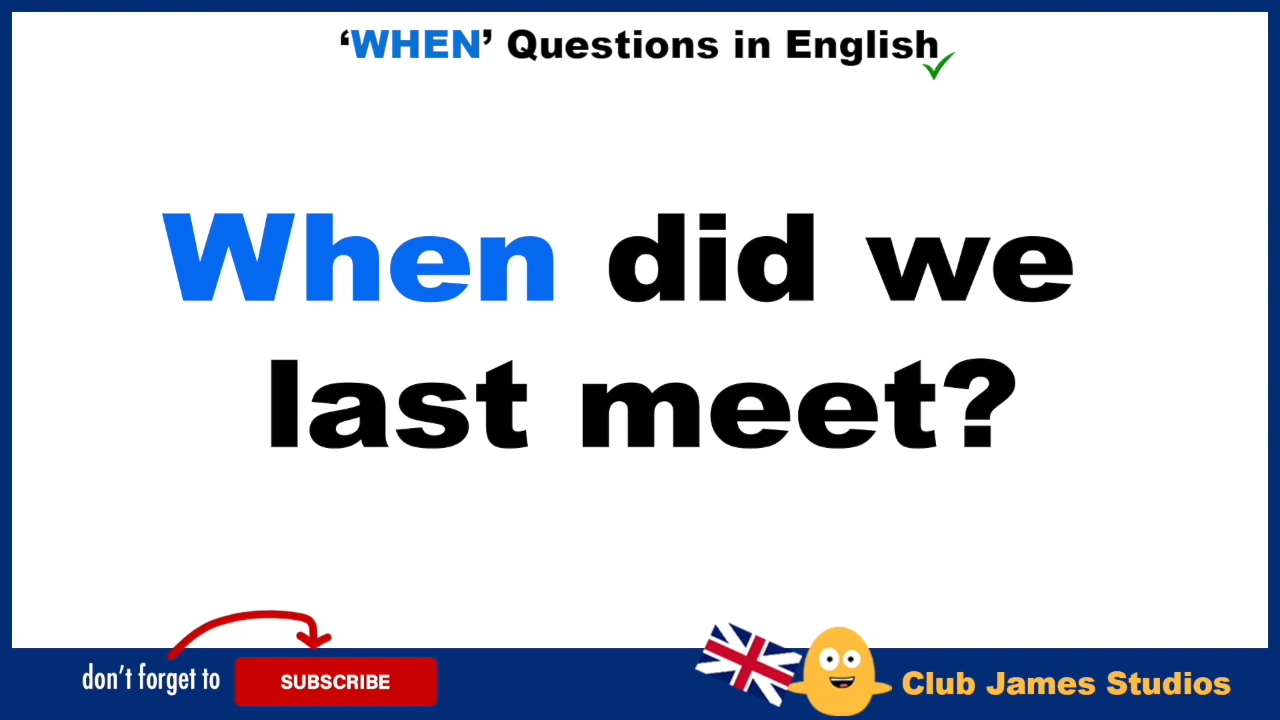 ‘WHEN’ Questions in English
When did we
last meet?
don't forget to
SUBSCRIBE
Club James Studios